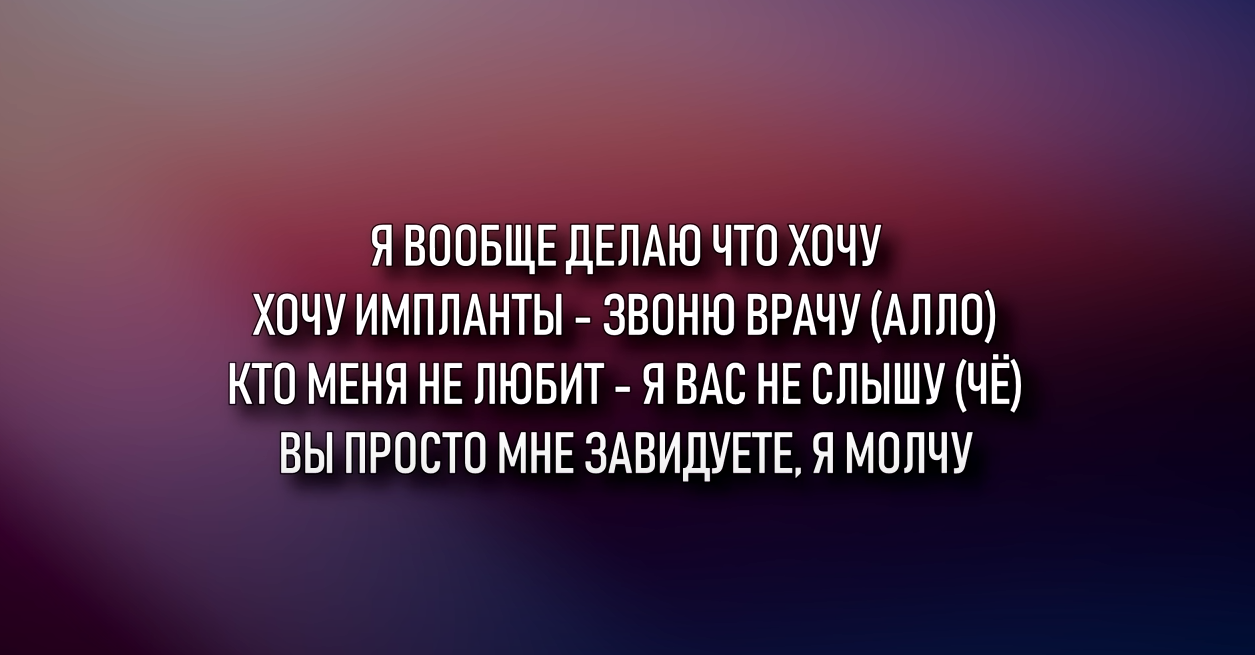 Я ВООБЩЕ ДЕЛАЮ ЧТО ХОЧУ
ХОЧУ ИМПЛАНТЫ - ЗВОНЮ ВРАЧУ (АЛЛО)
КТО МЕНЯ НЕ ЛЮБИТ - Я ВАС НЕ СЛЫШУ (ЧЁ)
ВЫ ПРОСТО МНЕ ЗАВИДУЕТЕ, Я МОЛЧУ